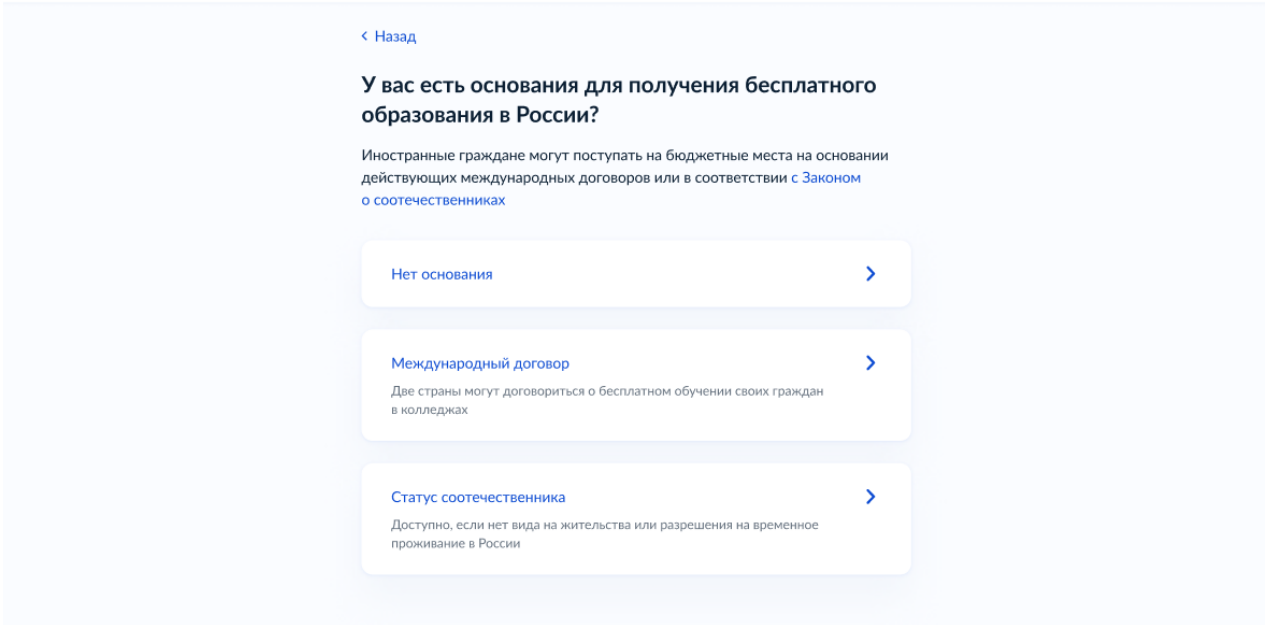 Назад
У вас есть основания для получения бесплатного
образования в России?
Иностранные граждане могут поступать на бюджетные места на основании
действующих международных договоров или в соответствии с Законом
о соотечественниках
Нет основания
Международный договор
Две страны могут договориться о бесплатном обучении своих граждан
в колледжах
Статус соотечественника
Доступно, если нет вида на жительства или разрешения на временное
проживание в России